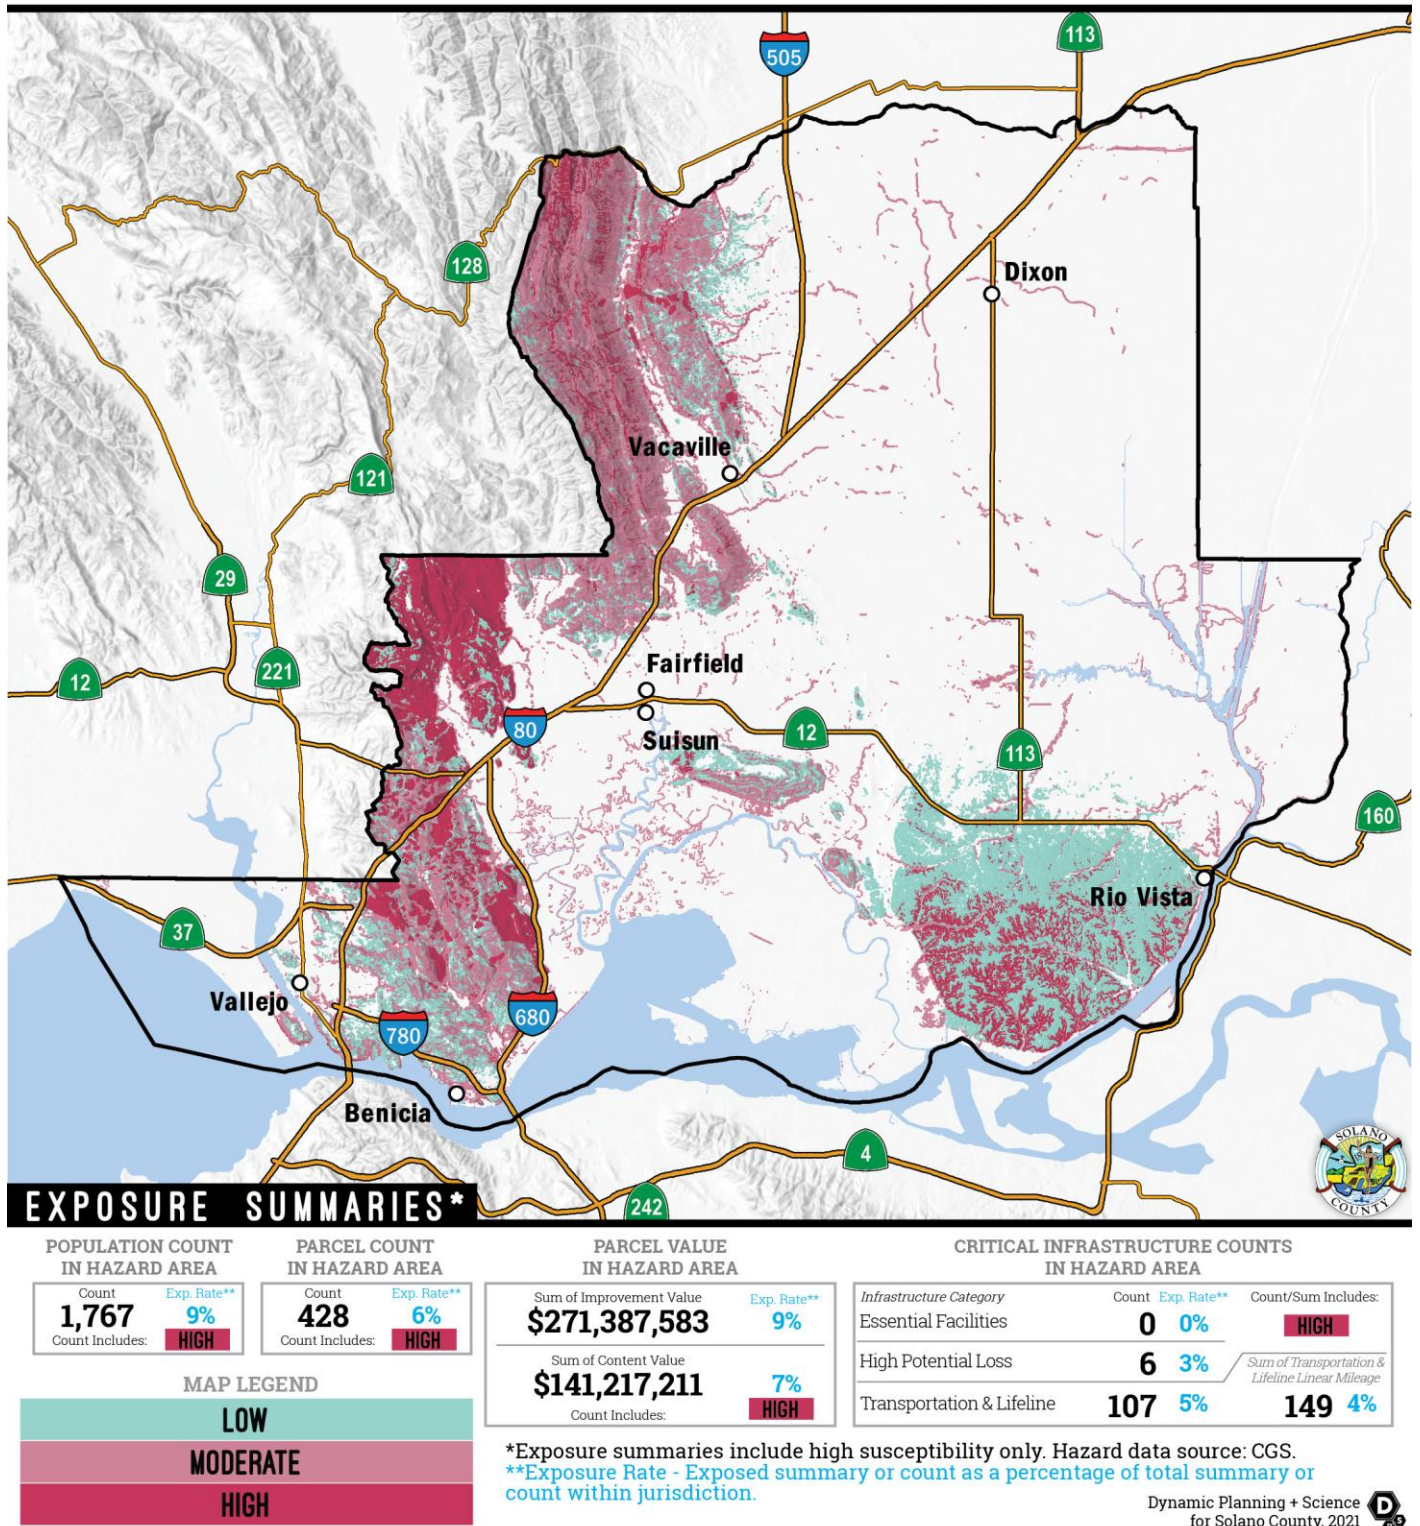 505
113
128
Dixon
Vacaville
121
29
221
12
Fairfield
80
Suisun
12
113
160
Rio Vista
37
Vallejo
680
780
Benicia
4
242
SOLANO
COUNTY
EXPOSURE SUMMARIES*
POPULATION COUNT
IN HAZARD AREA
Count Exp. Rate**
1,767 9%
Count Includes: HIGH
PARCEL COUNT
IN HAZARD AREA
Count Exp. Rate**
428 6%
Count Includes: HIGH
PARCEL VALUE
IN HAZARD AREA
Sum of Improvement Value Exp. Rate**
$271,387,583 9%
Sum of Content Value
$141,217,211 7%
Count Includes: HIGH
CRITICAL INFRASTRUCTURE COUNTS
IN HAZARD AREA
Infrastructure Category Count Exp. Rate** Count/Sum Includes:
Essential Facilities 0 0% HIGH
High Potential Loss 6 3% Sum of Transportation &
Lifeline Linear Mileage
Transportation & Lifeline 107 5% 149 4%
MAP LEGEND
LOW
MODERATE
HIGH
*Exposure summaries include high susceptibility only. Hazard data source: CGS.
**Exposure Rate - Exposed summary or count as a percentage of total summary or
count within jurisdiction.
Dynamic Planning + Science
for Solano County, 2021